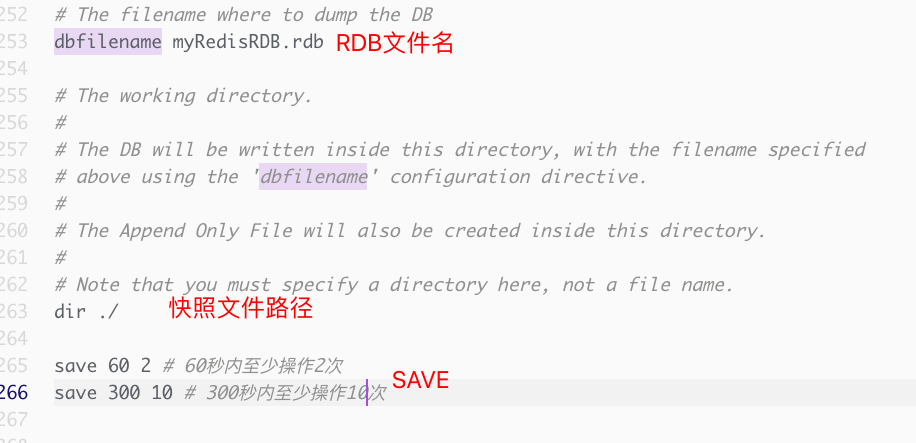 252 # The filename where to dump the DB
253 dbfilename myRedisRDB.rdb RDB文件名
254
255 # The working directory.
256 #
257 # The DB will be written inside this directory, with the filename specified
258 # above using the 'dbfilename' configuration directive.
259 #
260 # The Append Only File will also be created inside this directory.
261 #
262 # Note that you must specify a directory here, not a file name.
263 dir ./ 快照文件路径
264
265 save 60 2 # 60秒内至少操作2次
266 save 300 10 # 300秒内至少操作10次 SAVE
267